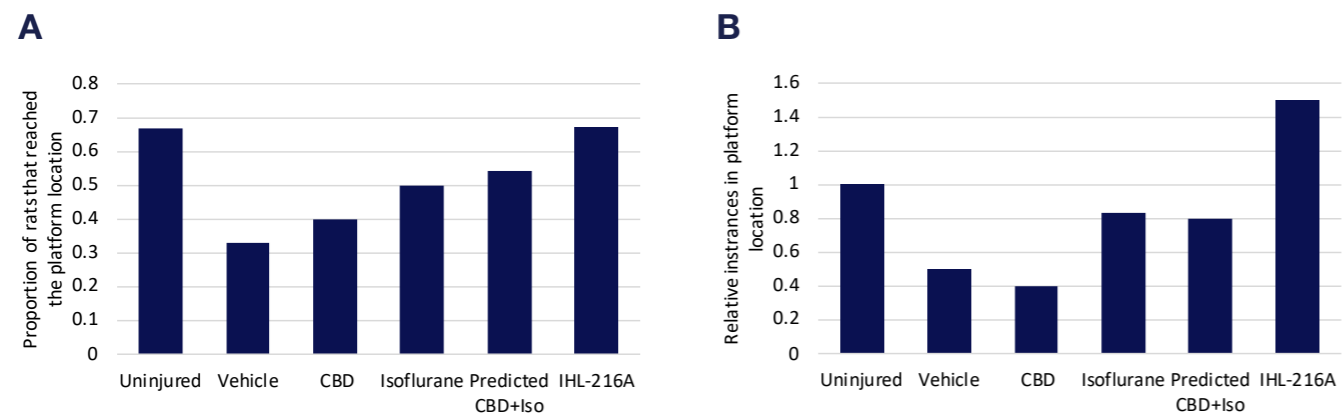 A
Proportion of rats that reached
the platform location
0.8
0.7
0.6
0.5
0.4
0.3
0.2
0.1
0
Uninjured Vehicle CBD Isoflurane Predicted IHL-216A
CBD+Iso
B
Relative instrances in platform
location
1.6
1.4
1.2
1
0.8
0.6
0.4
0.2
0
Uninjured Vehicle CBD Isoflurane Predicted IHL-216A
CBD+Iso